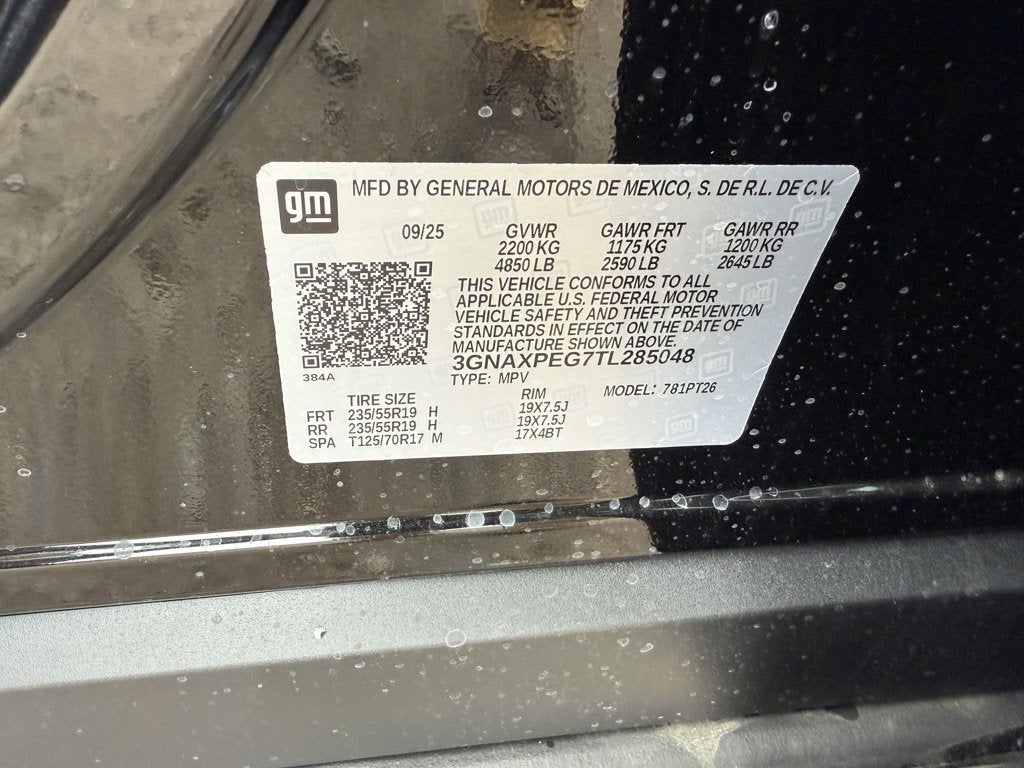 gm
MFD BY GENERAL MOTORS DE MEXICO, S. DE R.L. DE C.V.
09/25 GVWR GAWR FRT GAWR RR
2200 KG 1175 KG 1200 KG
4850 LB 2590 LB 2645 LB
THIS VEHICLE CONFORMS TO ALL
APPLICABLE U.S. FEDERAL MOTOR
VEHICLE SAFETY AND THEFT PREVENTION
STANDARDS IN EFFECT ON THE DATE OF
MANUFACTURE SHOWN ABOVE.
3GNAXPEG7TL285048
384A
TYPE: MPV MODEL: 781PT26
TIRE SIZE RIM
FRT 235/55R19 H 19X7.5J
RR 235/55R19 H 19X7.5J
SPA T125/70R17 M 17X4BT